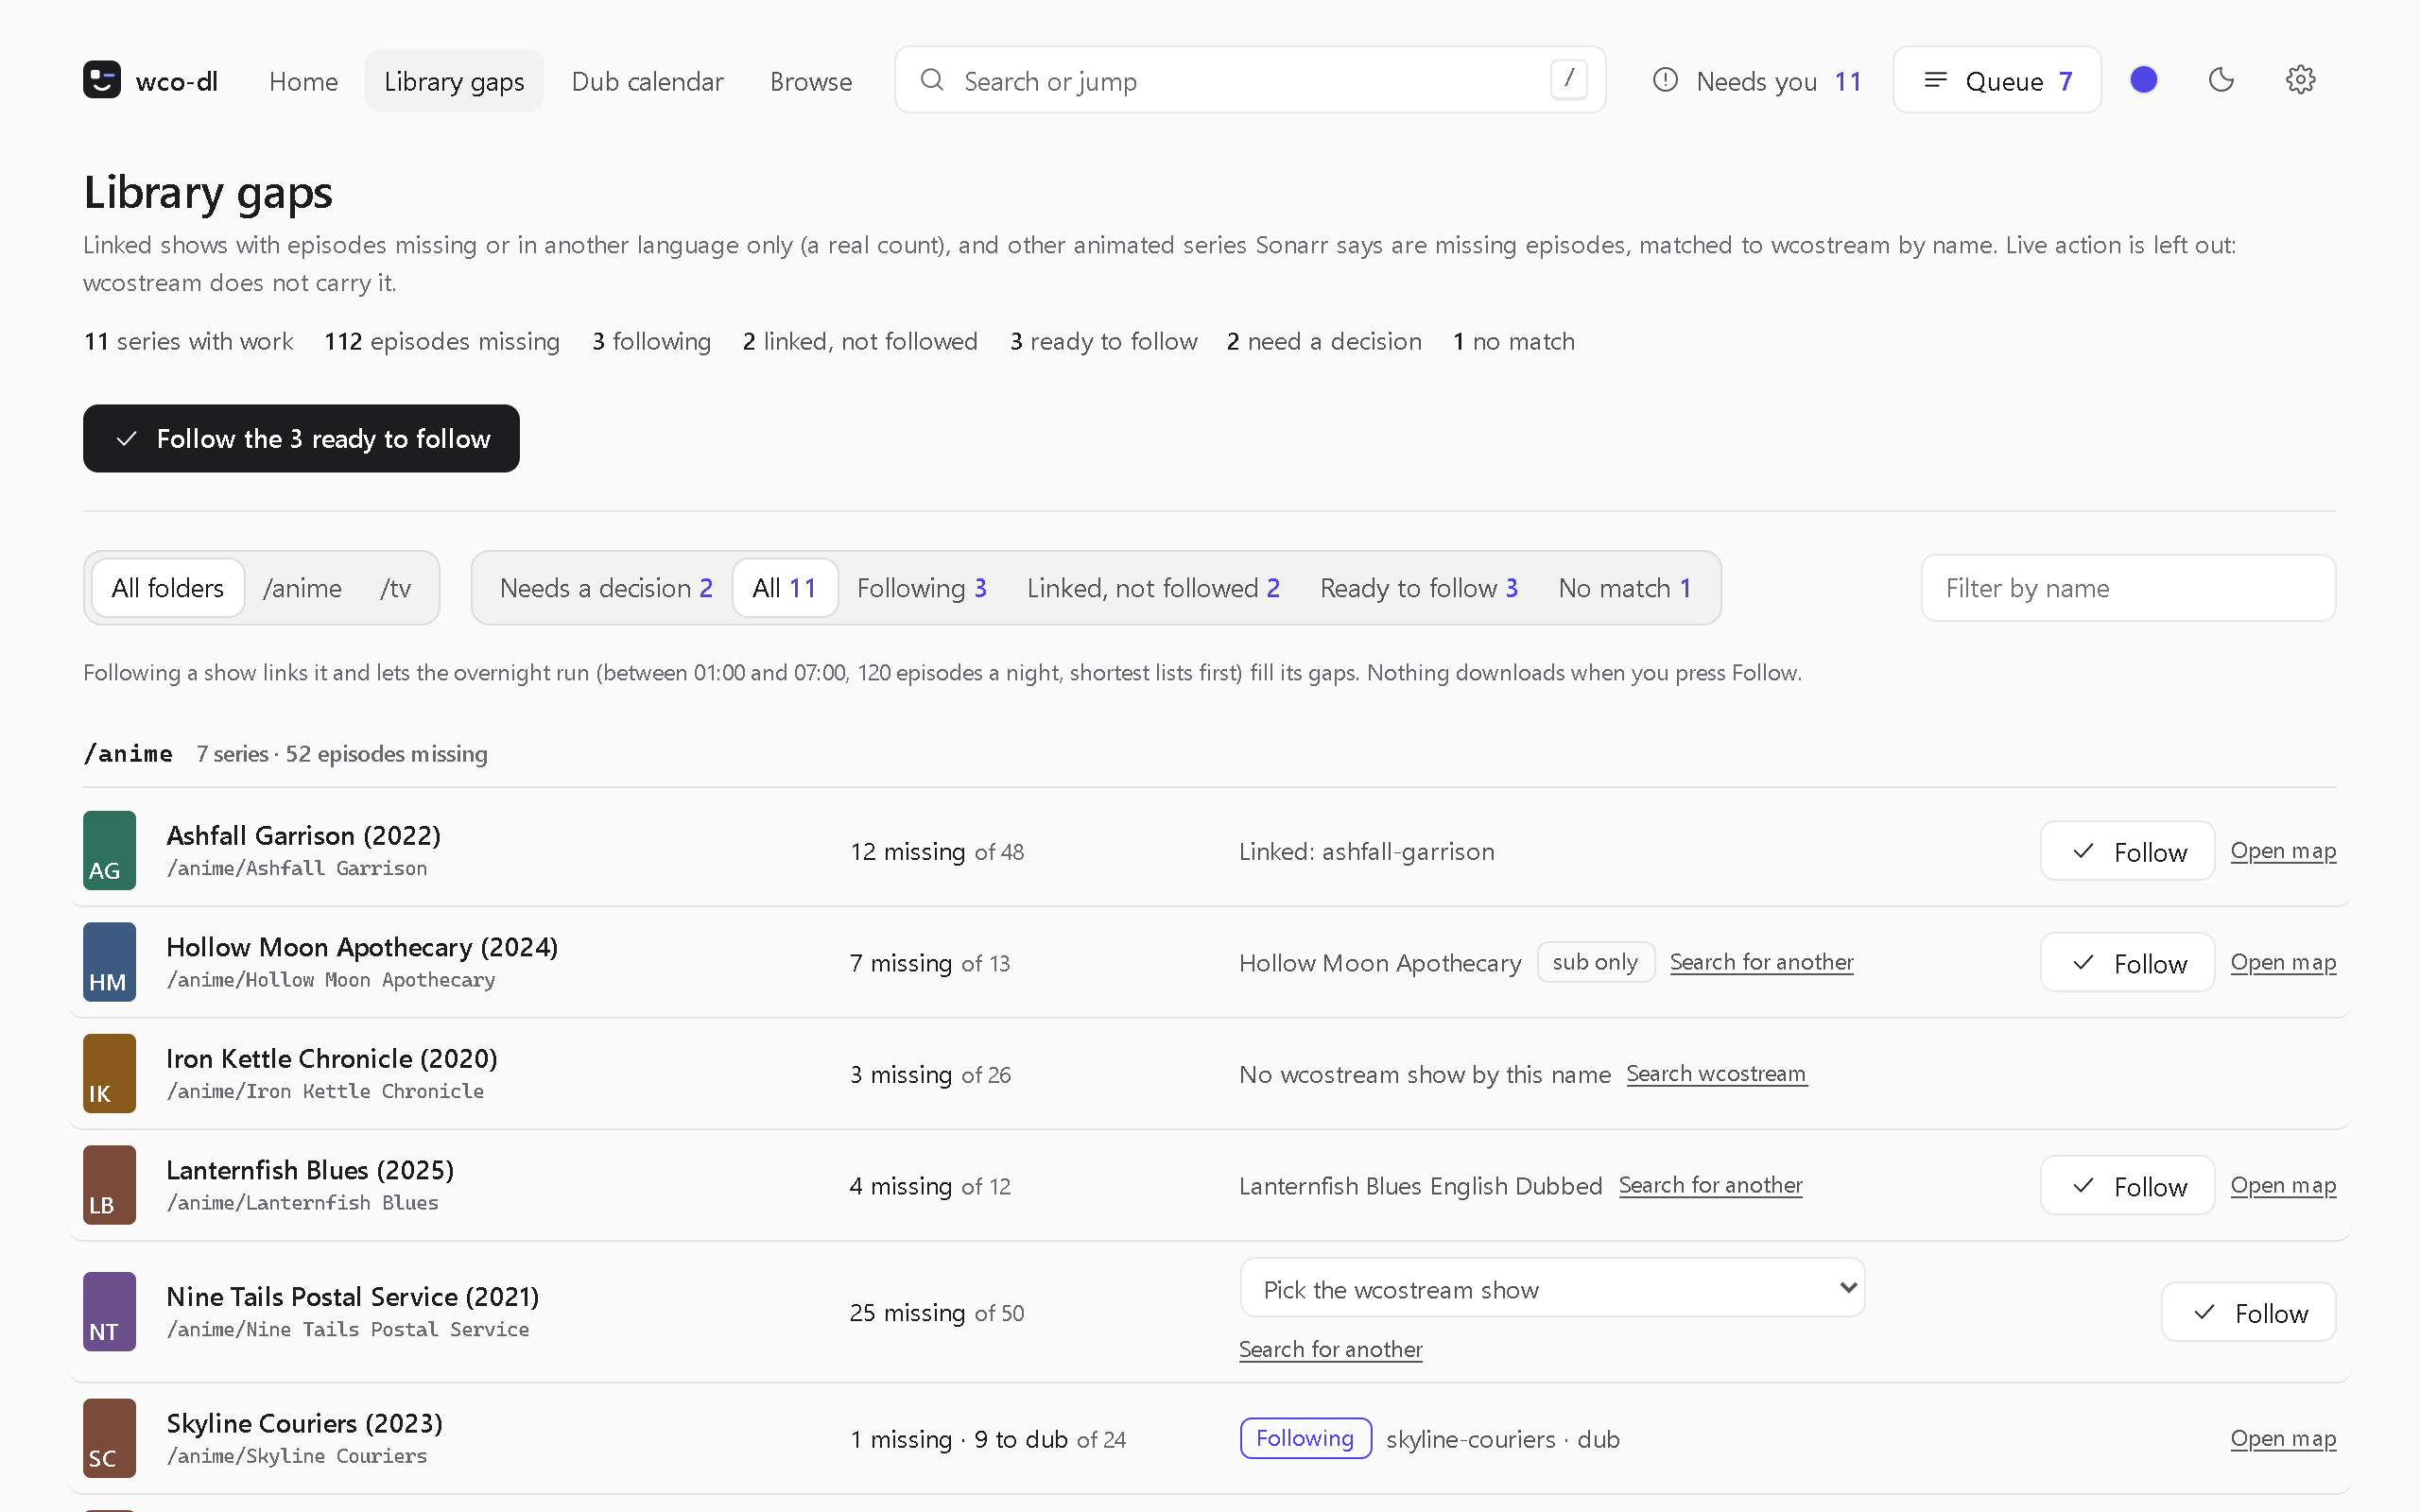 wco-dl Home Library gaps Dub calendar Browse Search or jump / Needs you 11 Queue 7
Library gaps
Linked shows with episodes missing or in another language only (a real count), and other animated series Sonarr says are missing episodes, matched to wcostream by name. Live action is left out:
wcostream does not carry it.
11 series with work 112 episodes missing 3 following 2 linked, not followed 3 ready to follow 2 need a decision 1 no match
Follow the 3 ready to follow
All folders /anime /tv Needs a decision 2 All 11 Following 3 Linked, not followed 2 Ready to follow 3 No match 1 Filter by name
Following a show links it and lets the overnight run (between 01:00 and 07:00, 120 episodes a night, shortest lists first) fill its gaps. Nothing downloads when you press Follow.
/anime 7 series · 52 episodes missing
AG Ashfall Garrison (2022) 12 missing of 48 Linked: ashfall-garrison Follow Open map
/anime/Ashfall Garrison
HM Hollow Moon Apothecary (2024) 7 missing of 13 Hollow Moon Apothecary sub only Search for another Follow Open map
/anime/Hollow Moon Apothecary
IK Iron Kettle Chronicle (2020) 3 missing of 26 No wcostream show by this name Search wcostream
/anime/Iron Kettle Chronicle
LB Lanternfish Blues (2025) 4 missing of 12 Lanternfish Blues English Dubbed Search for another Follow Open map
/anime/Lanternfish Blues
NT Nine Tails Postal Service (2021) 25 missing of 50 Pick the wcostream show Follow
/anime/Nine Tails Postal Service Search for another
SC Skyline Couriers (2023) 1 missing · 9 to dub of 24 Following skyline-couriers · dub Open map
/anime/Skyline Couriers